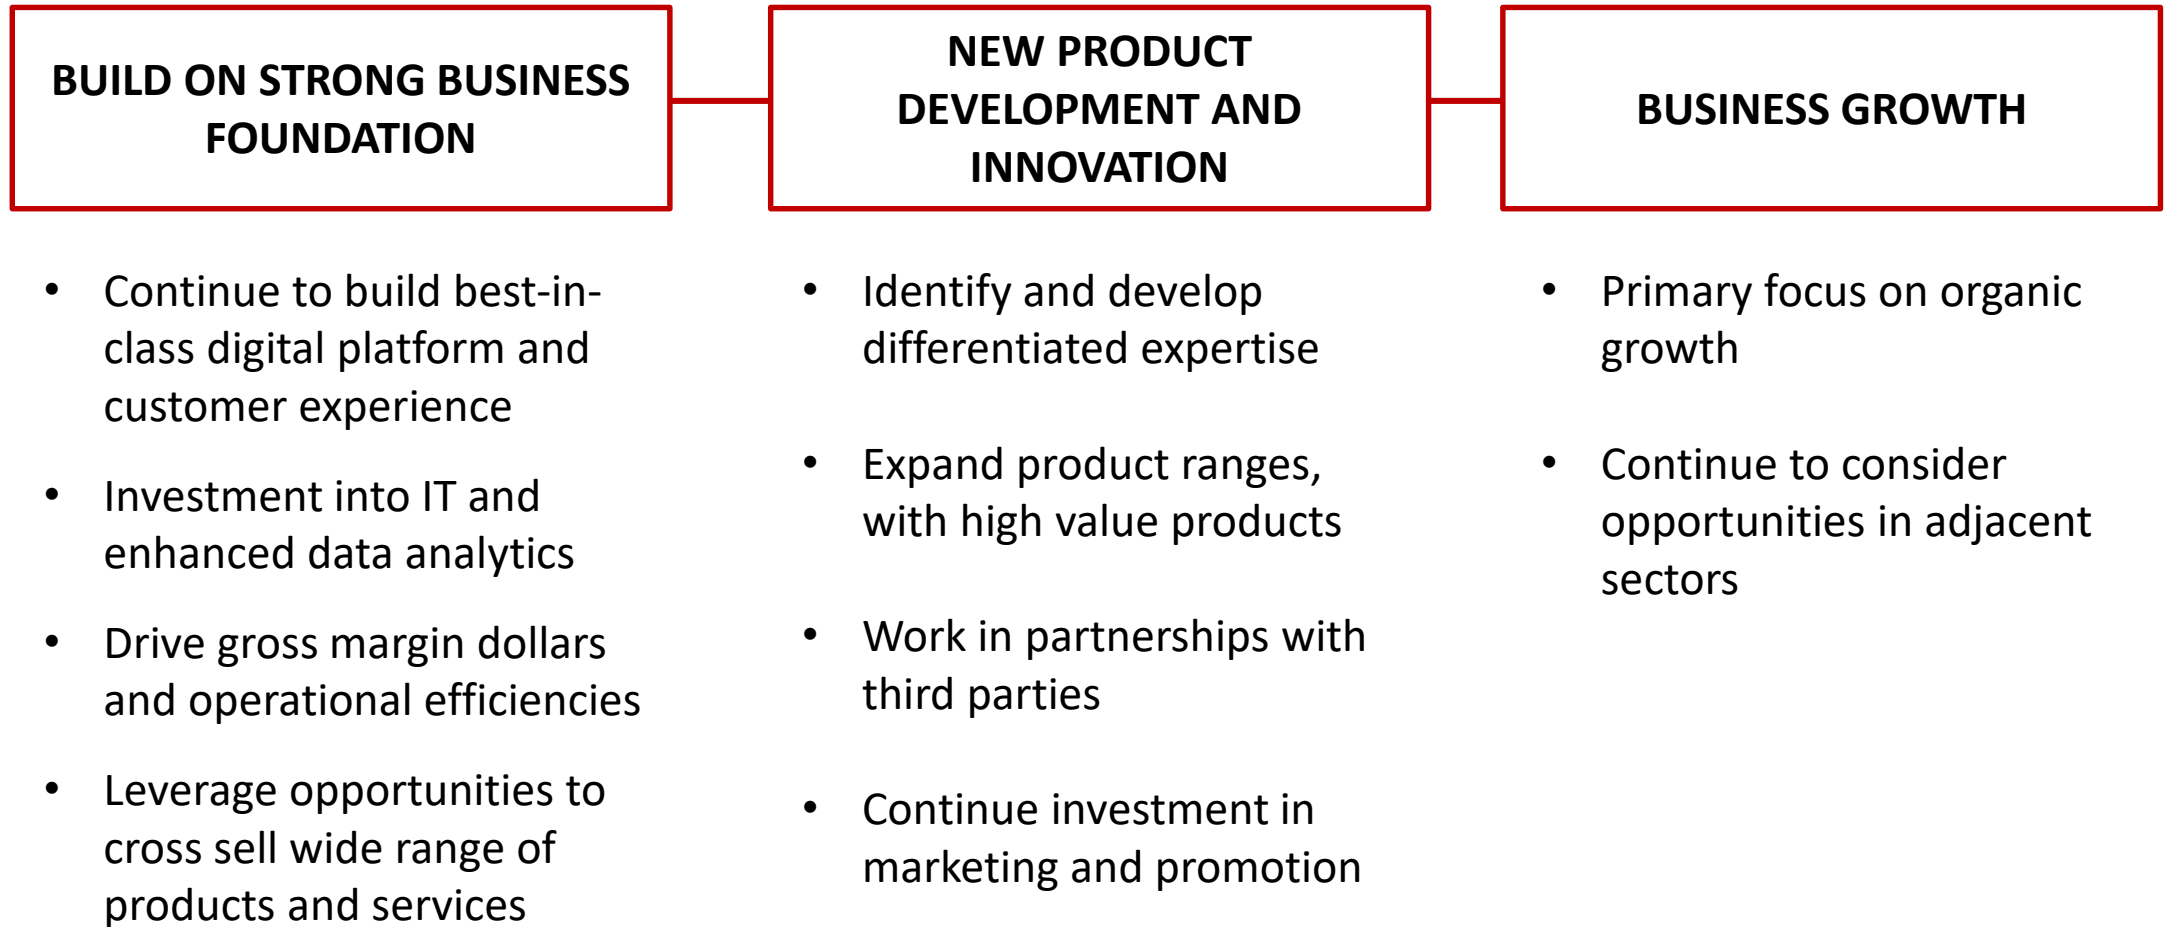 BUILD ON STRONG BUSINESS
FOUNDATION
NEW PRODUCT
DEVELOPMENT AND
INNOVATION
BUSINESS GROWTH
• Continue to build best-in-
class digital platform and
customer experience
• Investment into IT and
enhanced data analytics
• Drive gross margin dollars
and operational efficiencies
• Leverage opportunities to
cross sell wide range of
products and services
• Identify and develop
differentiated expertise
• Expand product ranges,
with high value products
• Work in partnerships with
third parties
• Continue investment in
marketing and promotion
• Primary focus on organic
growth
• Continue to consider
opportunities in adjacent
sectors